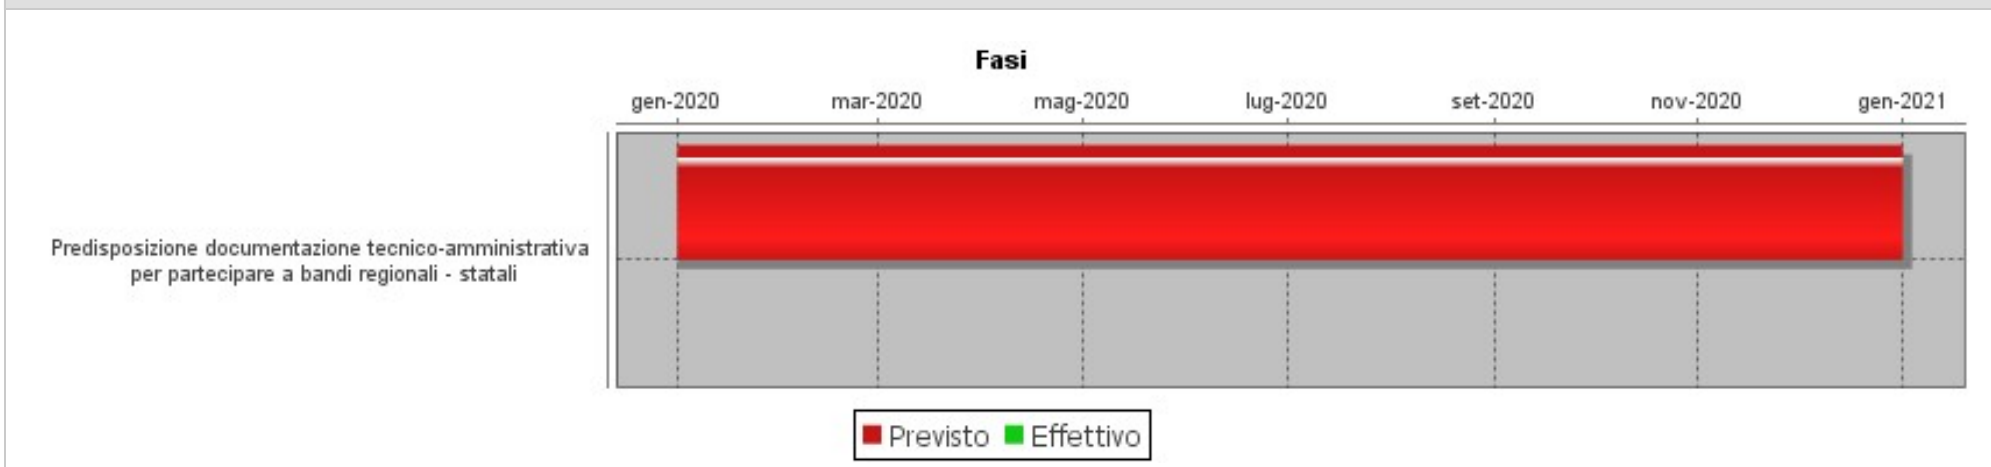 Fasi
gen-2020 mar-2020 mag-2020 lug-2020 set-2020 nov-2020 gen-2021
Predisposizione documentazione tecnico-amministrativa
per partecipare a bandi regionali - statali
Previsto Effettivo